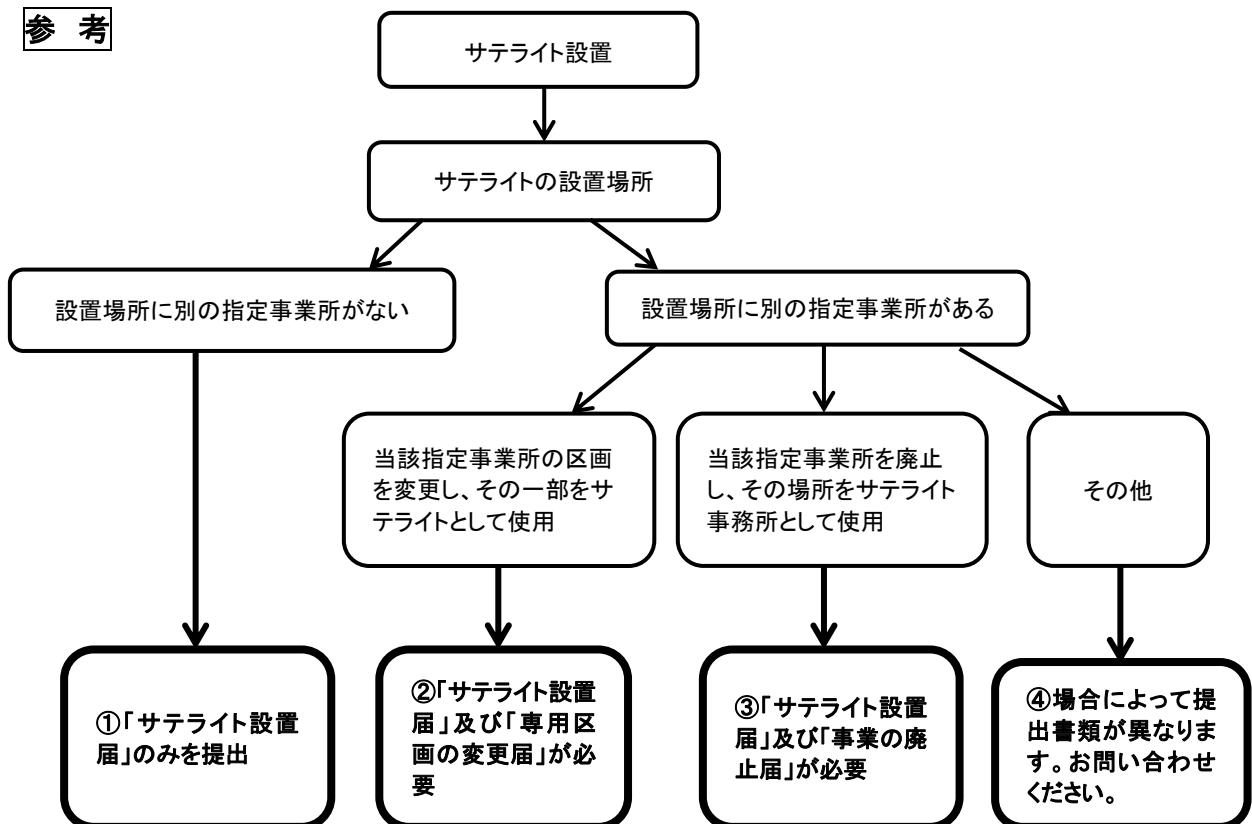 参 考
サテライト設置
サテライトの設置場所
設置場所に別の指定事業所がない
設置場所に別の指定事業所がある
当該指定事業所の区画
を変更し、その一部をサ
テライトとして使用
当該指定事業所を廃止
し、その場所をサテライト
事務所として使用
その他
①「サテライト設置
届」のみを提出
②「サテライト設置
届」及び「専用区
画の変更届」が必
要
③「サテライト設置
届」及び「事業の廃
止届」が必要
④場合によって提
出書類が異なりま
す。お問い合わせ
ください。